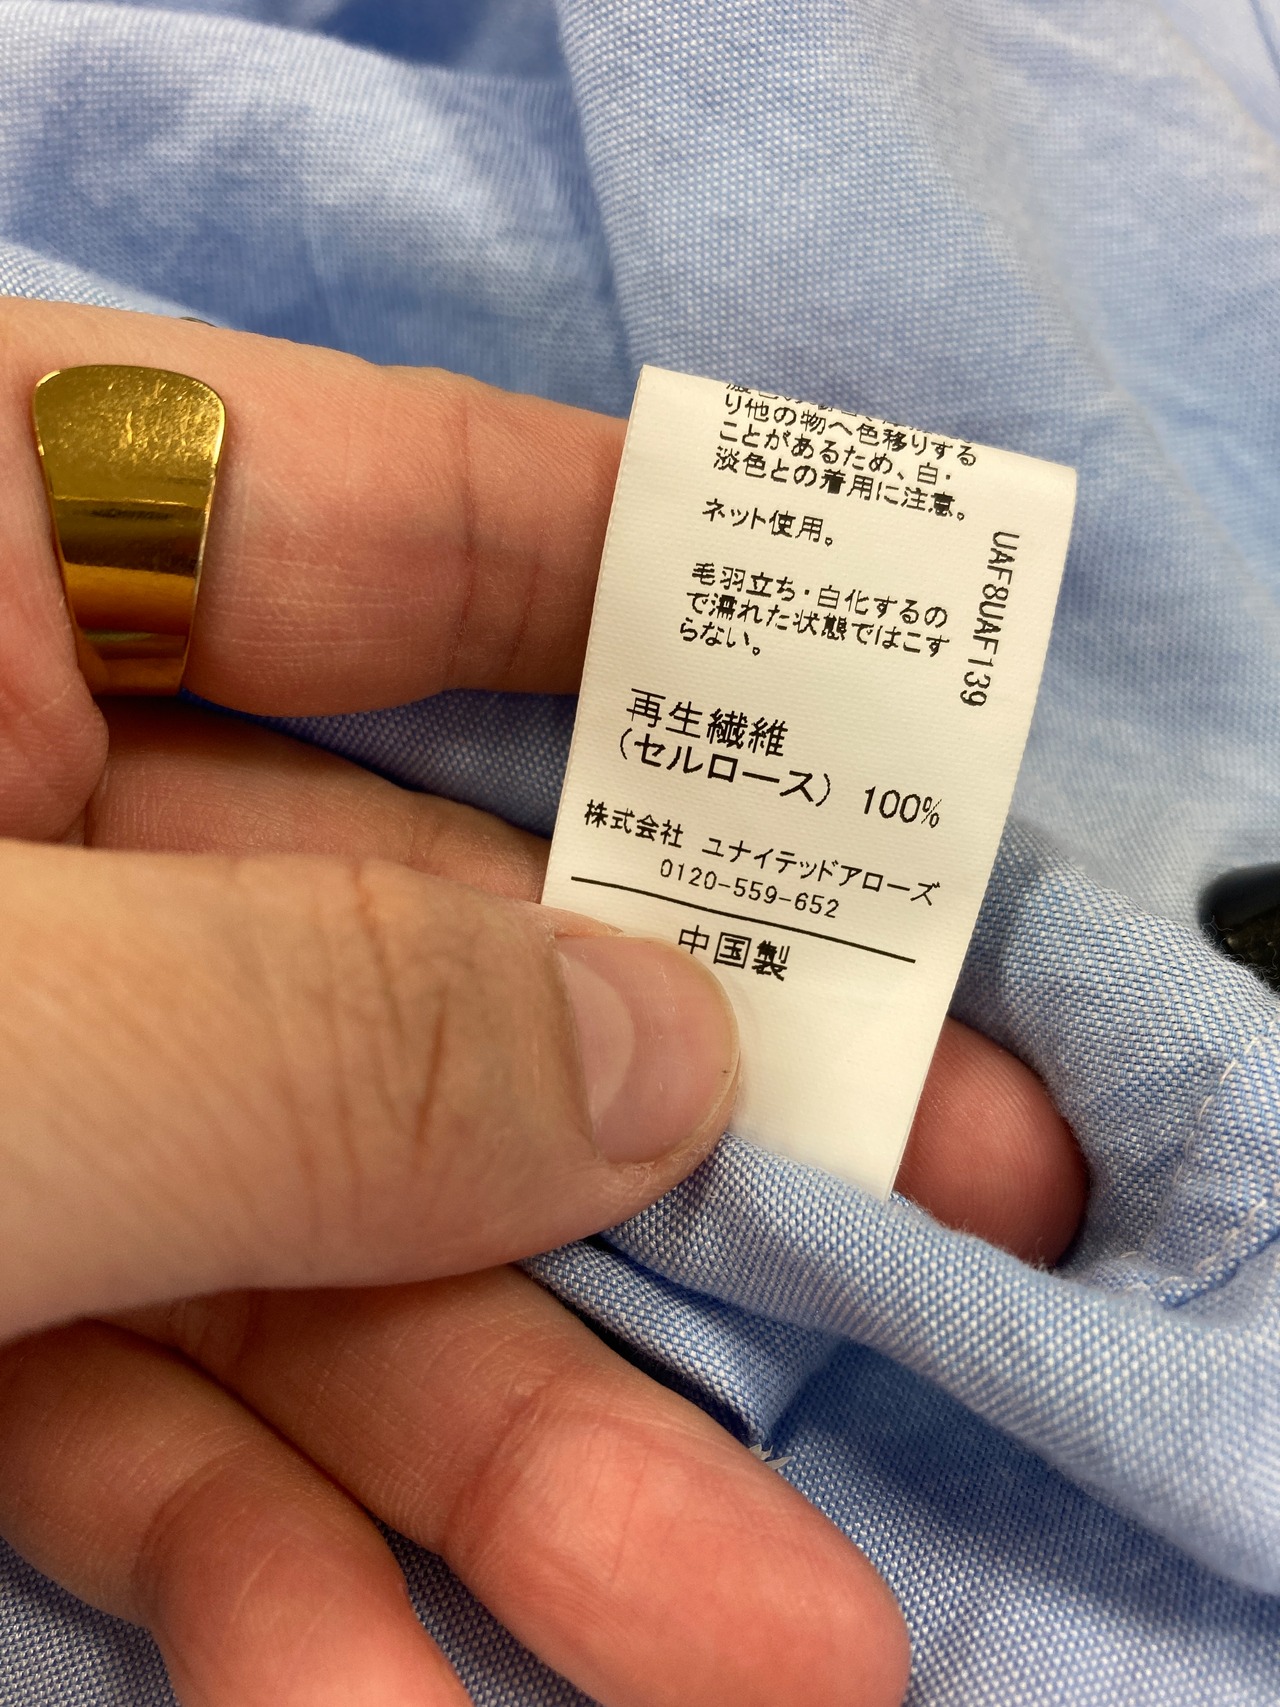 り他の物へ色移りする
ことがあるため、白・
淡色との着用に注意。
ネット使用。
毛羽立ち・白化するの
で濡れた状態ではこす
らない。
UAF8UAF139
再生繊維
(セルロース) 100%
株式会社 ユナイテッドアローズ
0120-559-652
中国製